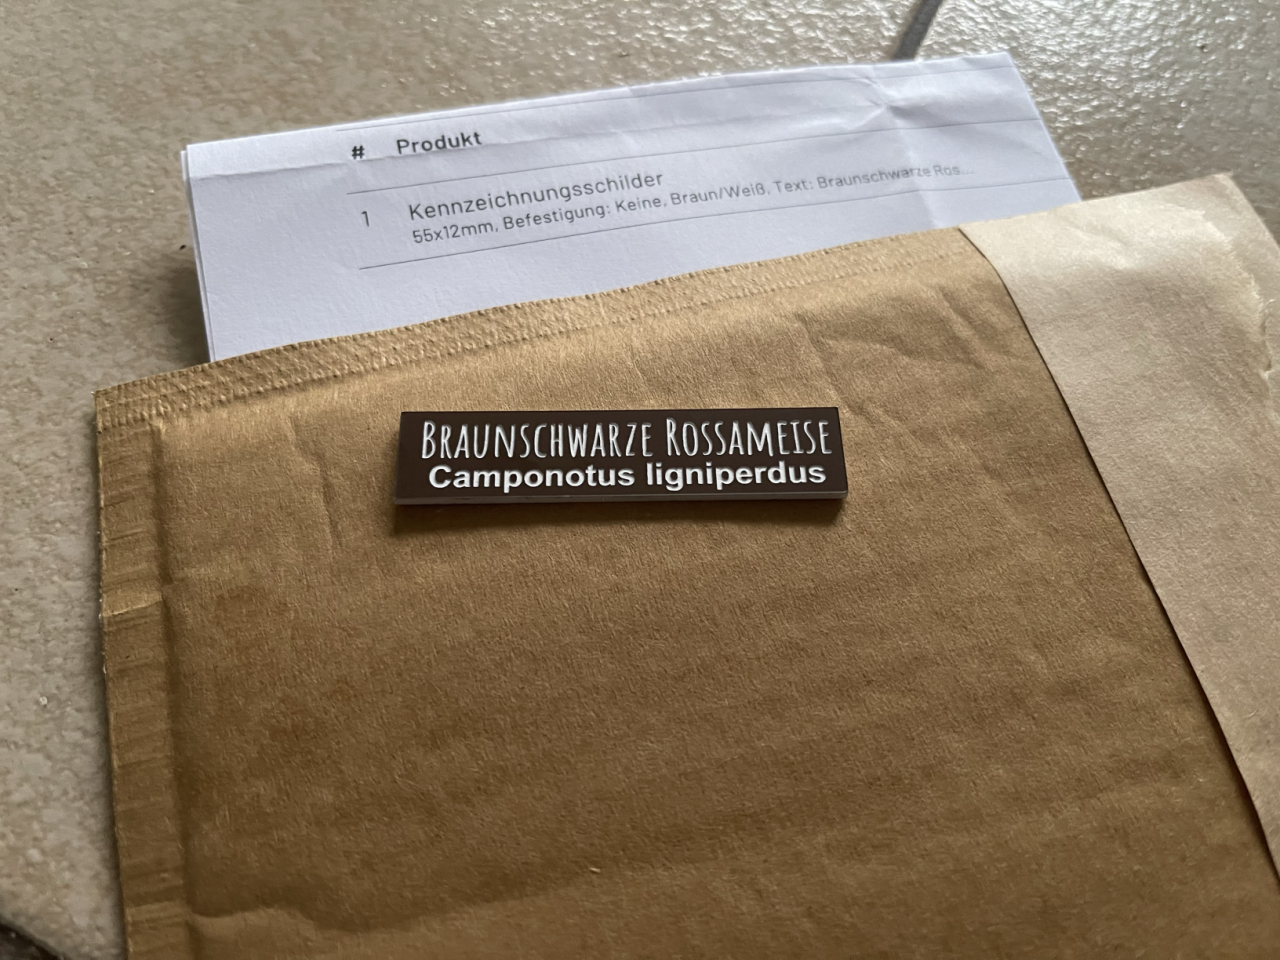 # Produkt
1 Kennzeichnungsschilder
55x12mm, Befestigung: Keine, Braun/Weiß, Text: Braunschwarze Ros...
BRAUNSCHWARZE ROSSAMEISE
Camponotus ligniperdus